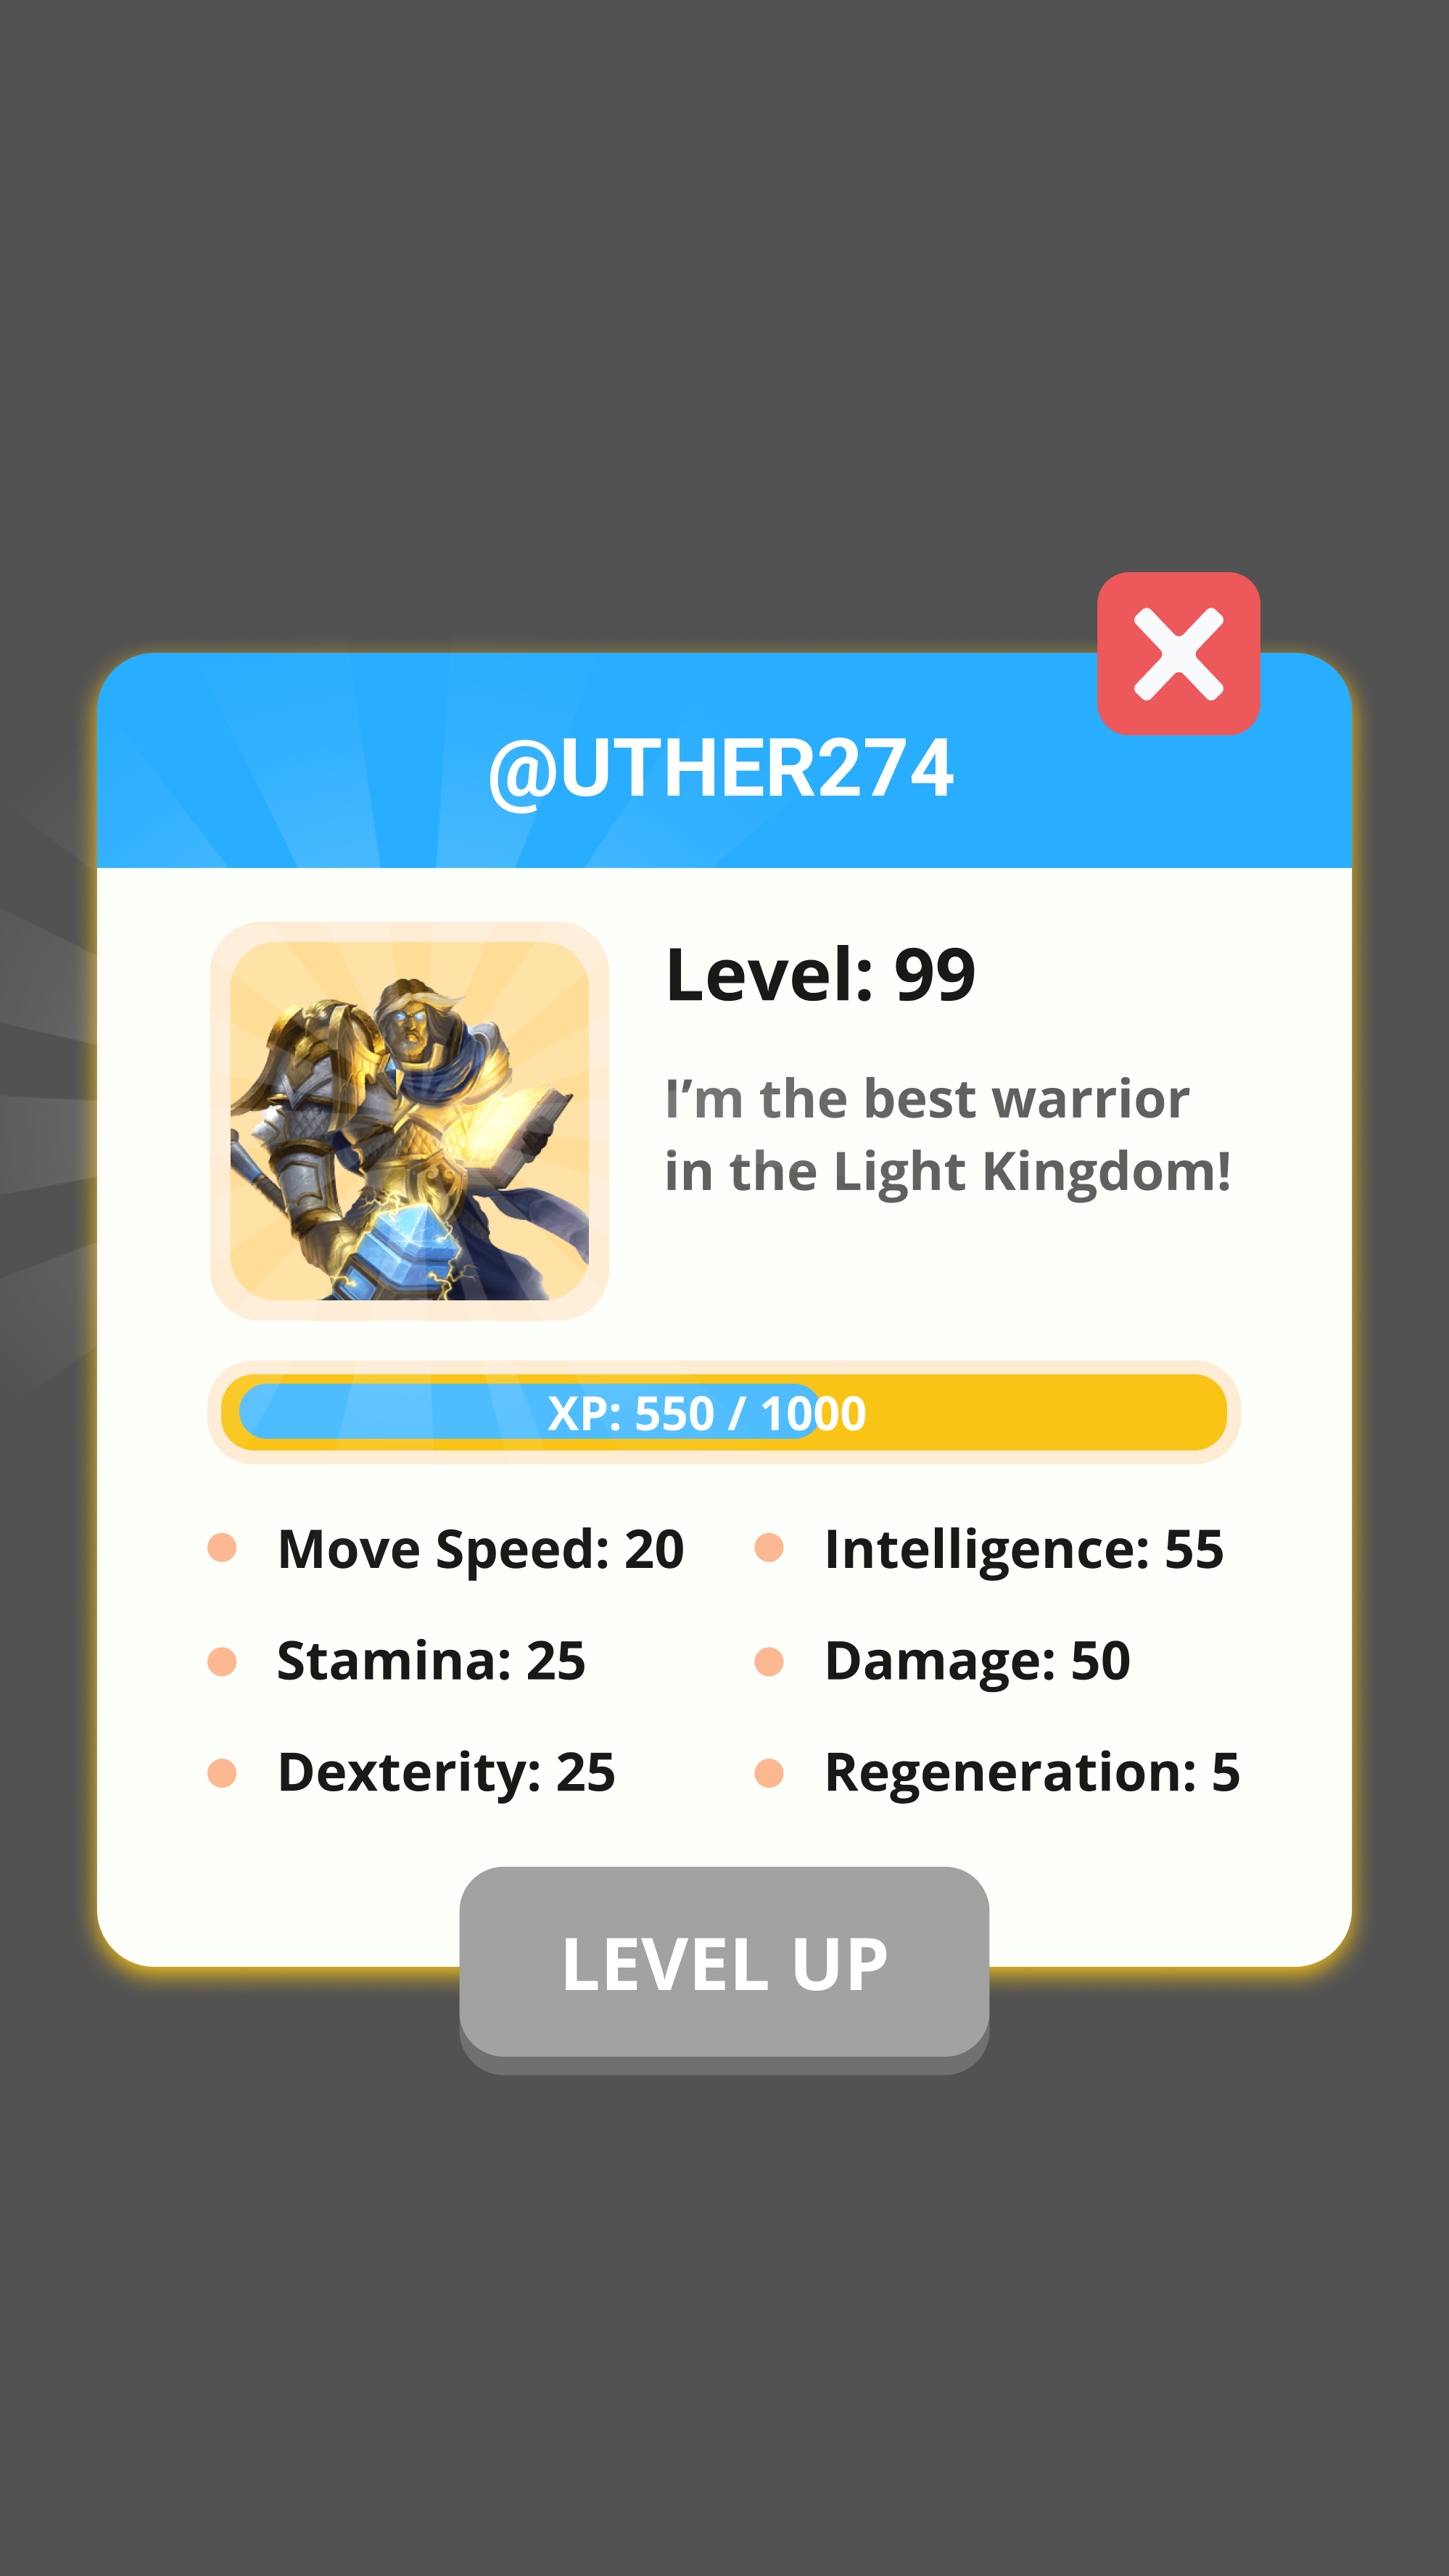 @UTHER274
Level: 99
I’m the best warrior
in the Light Kingdom!
XP: 550 / 1000
Move Speed: 20
Intelligence: 55
Stamina: 25
Damage: 50
Dexterity: 25
Regeneration: 5
LEVEL UP